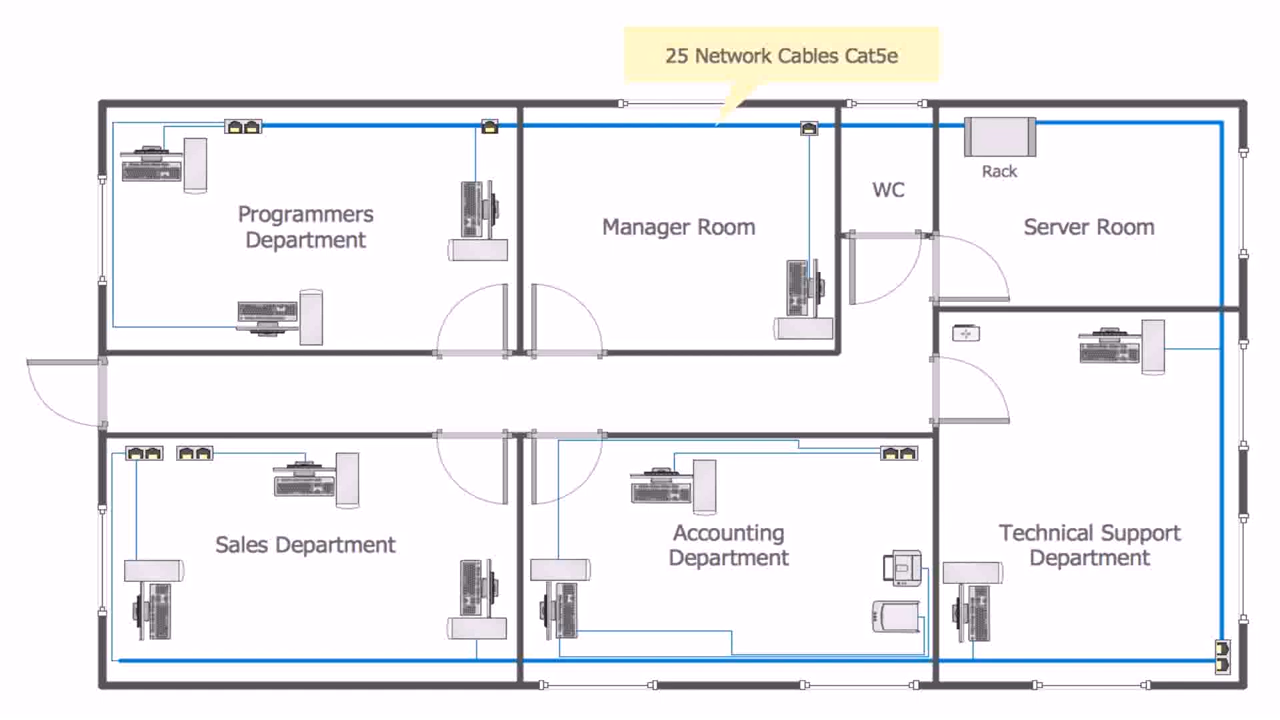 25 Network Cables Cat5e
Rack
WC
Programmers
Department
Manager Room
Server Room
Sales Department
Accounting
Department
Technical Support
Department